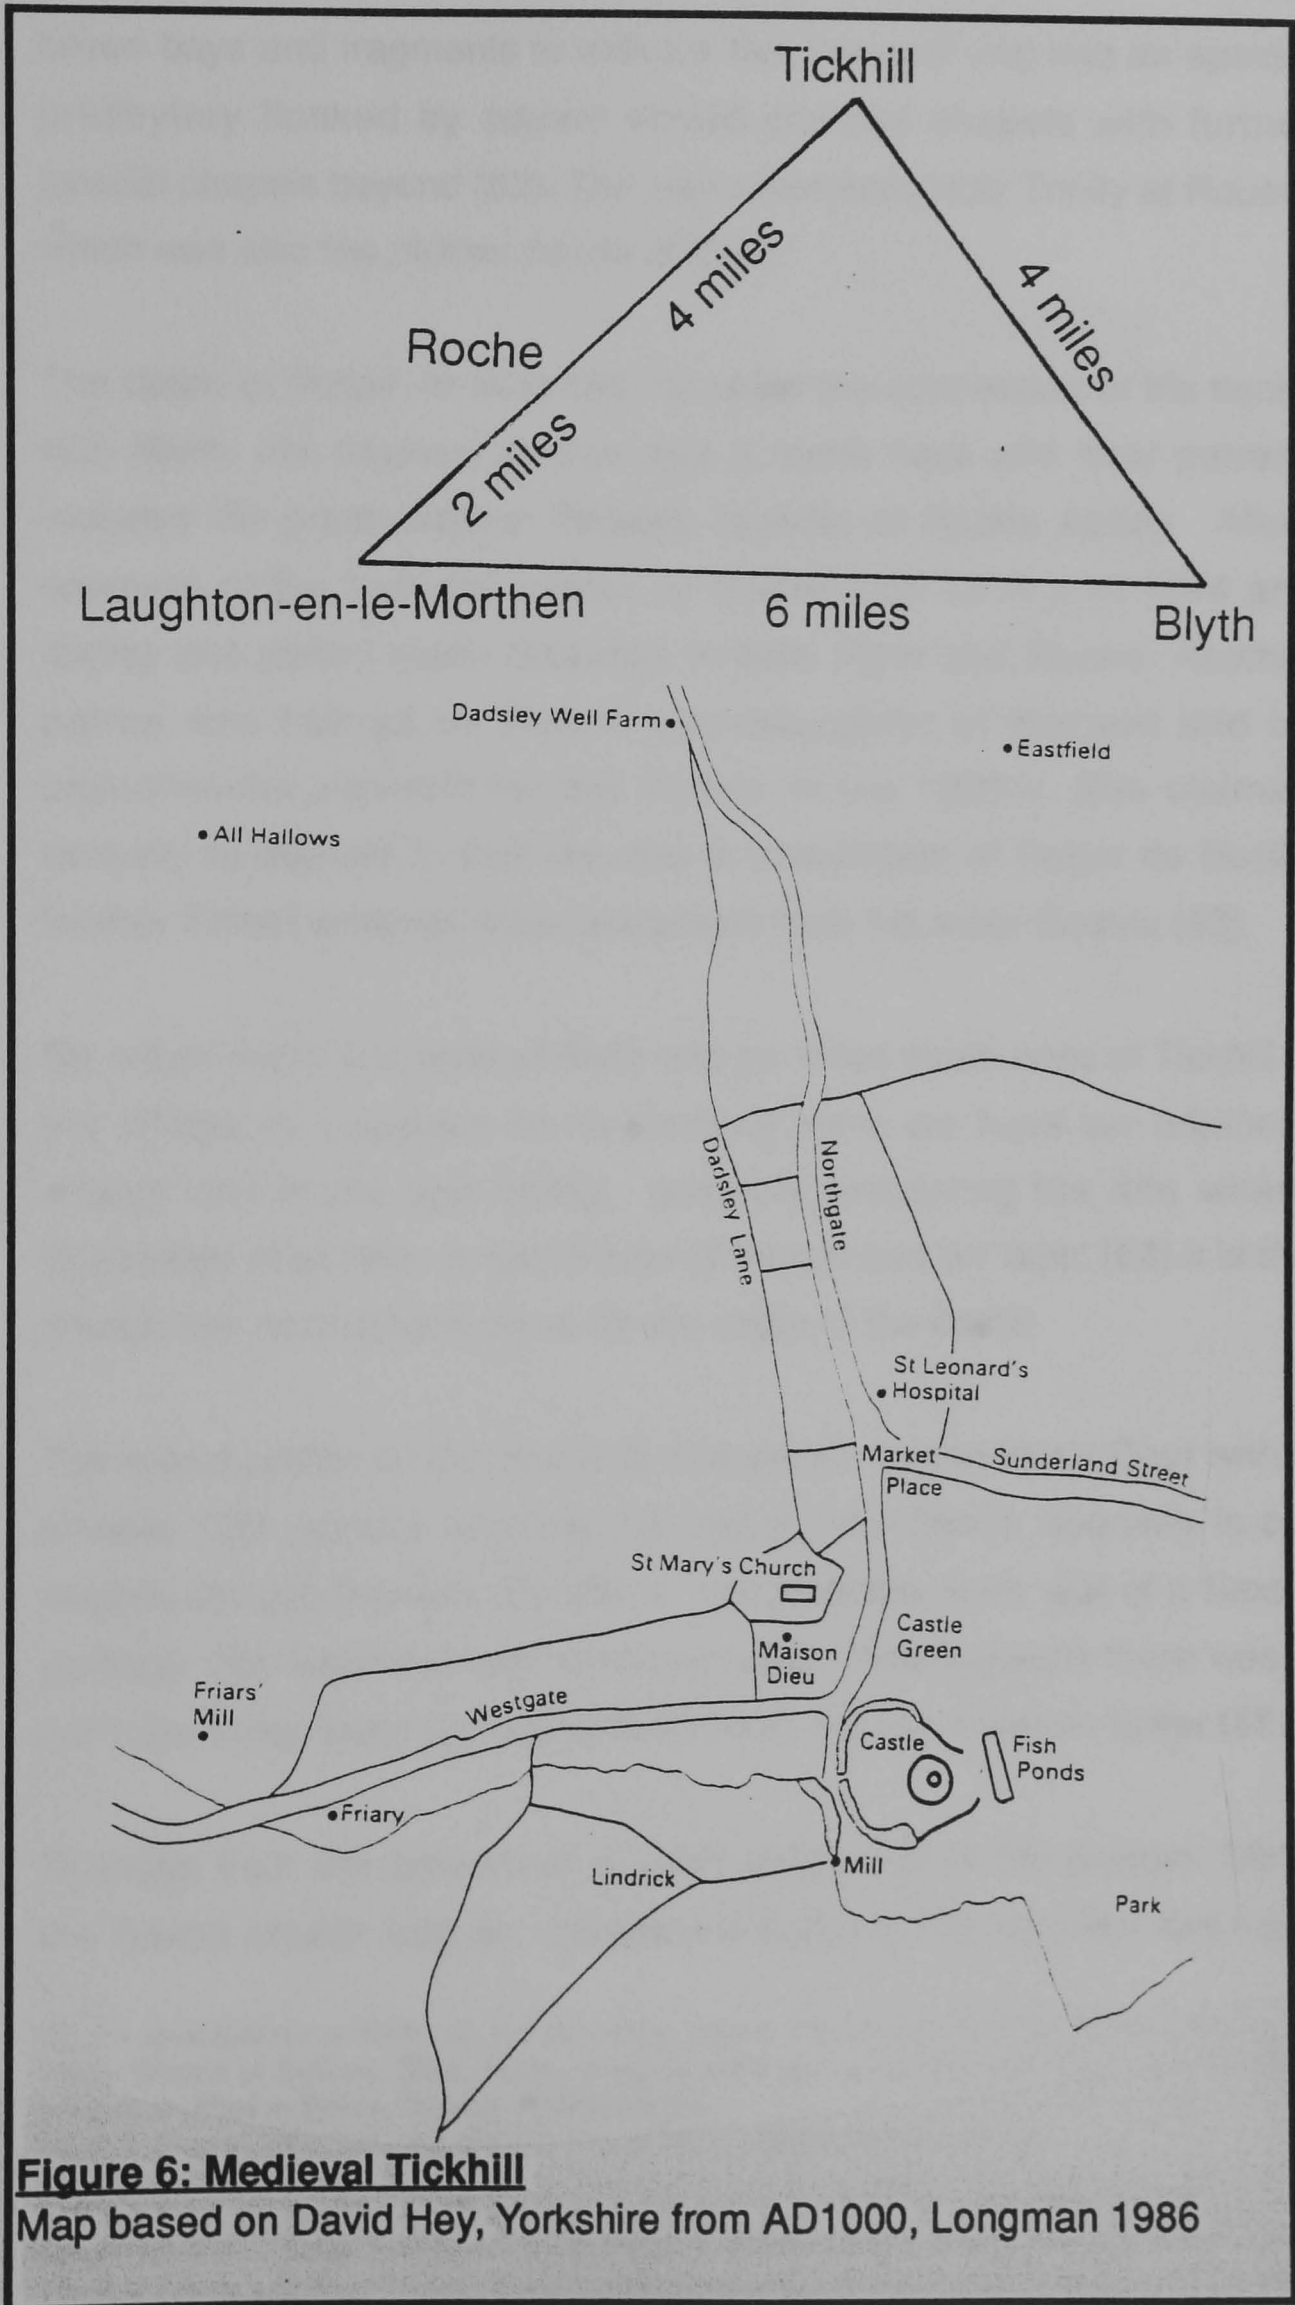 Tickhill
4 miles
4 miles
Roche
2 miles
Laughton-en-le-Morthen
6 miles
Blyth
Dadsley Well Farm
Eastfield
All Hallows
Dadsley Lane
Northgate
St Leonard's
Hospital
Market
Place
Sunderland Street
St Mary's Church
Castle
Green
Maison
Dieu
Friars'
Mill
Westgate
Castle
Fish
Ponds
Friary
Lindrick
Mill
Park
Figure 6: Medieval Tickhill
Map based on David Hey, Yorkshire from AD1000, Longman 1986